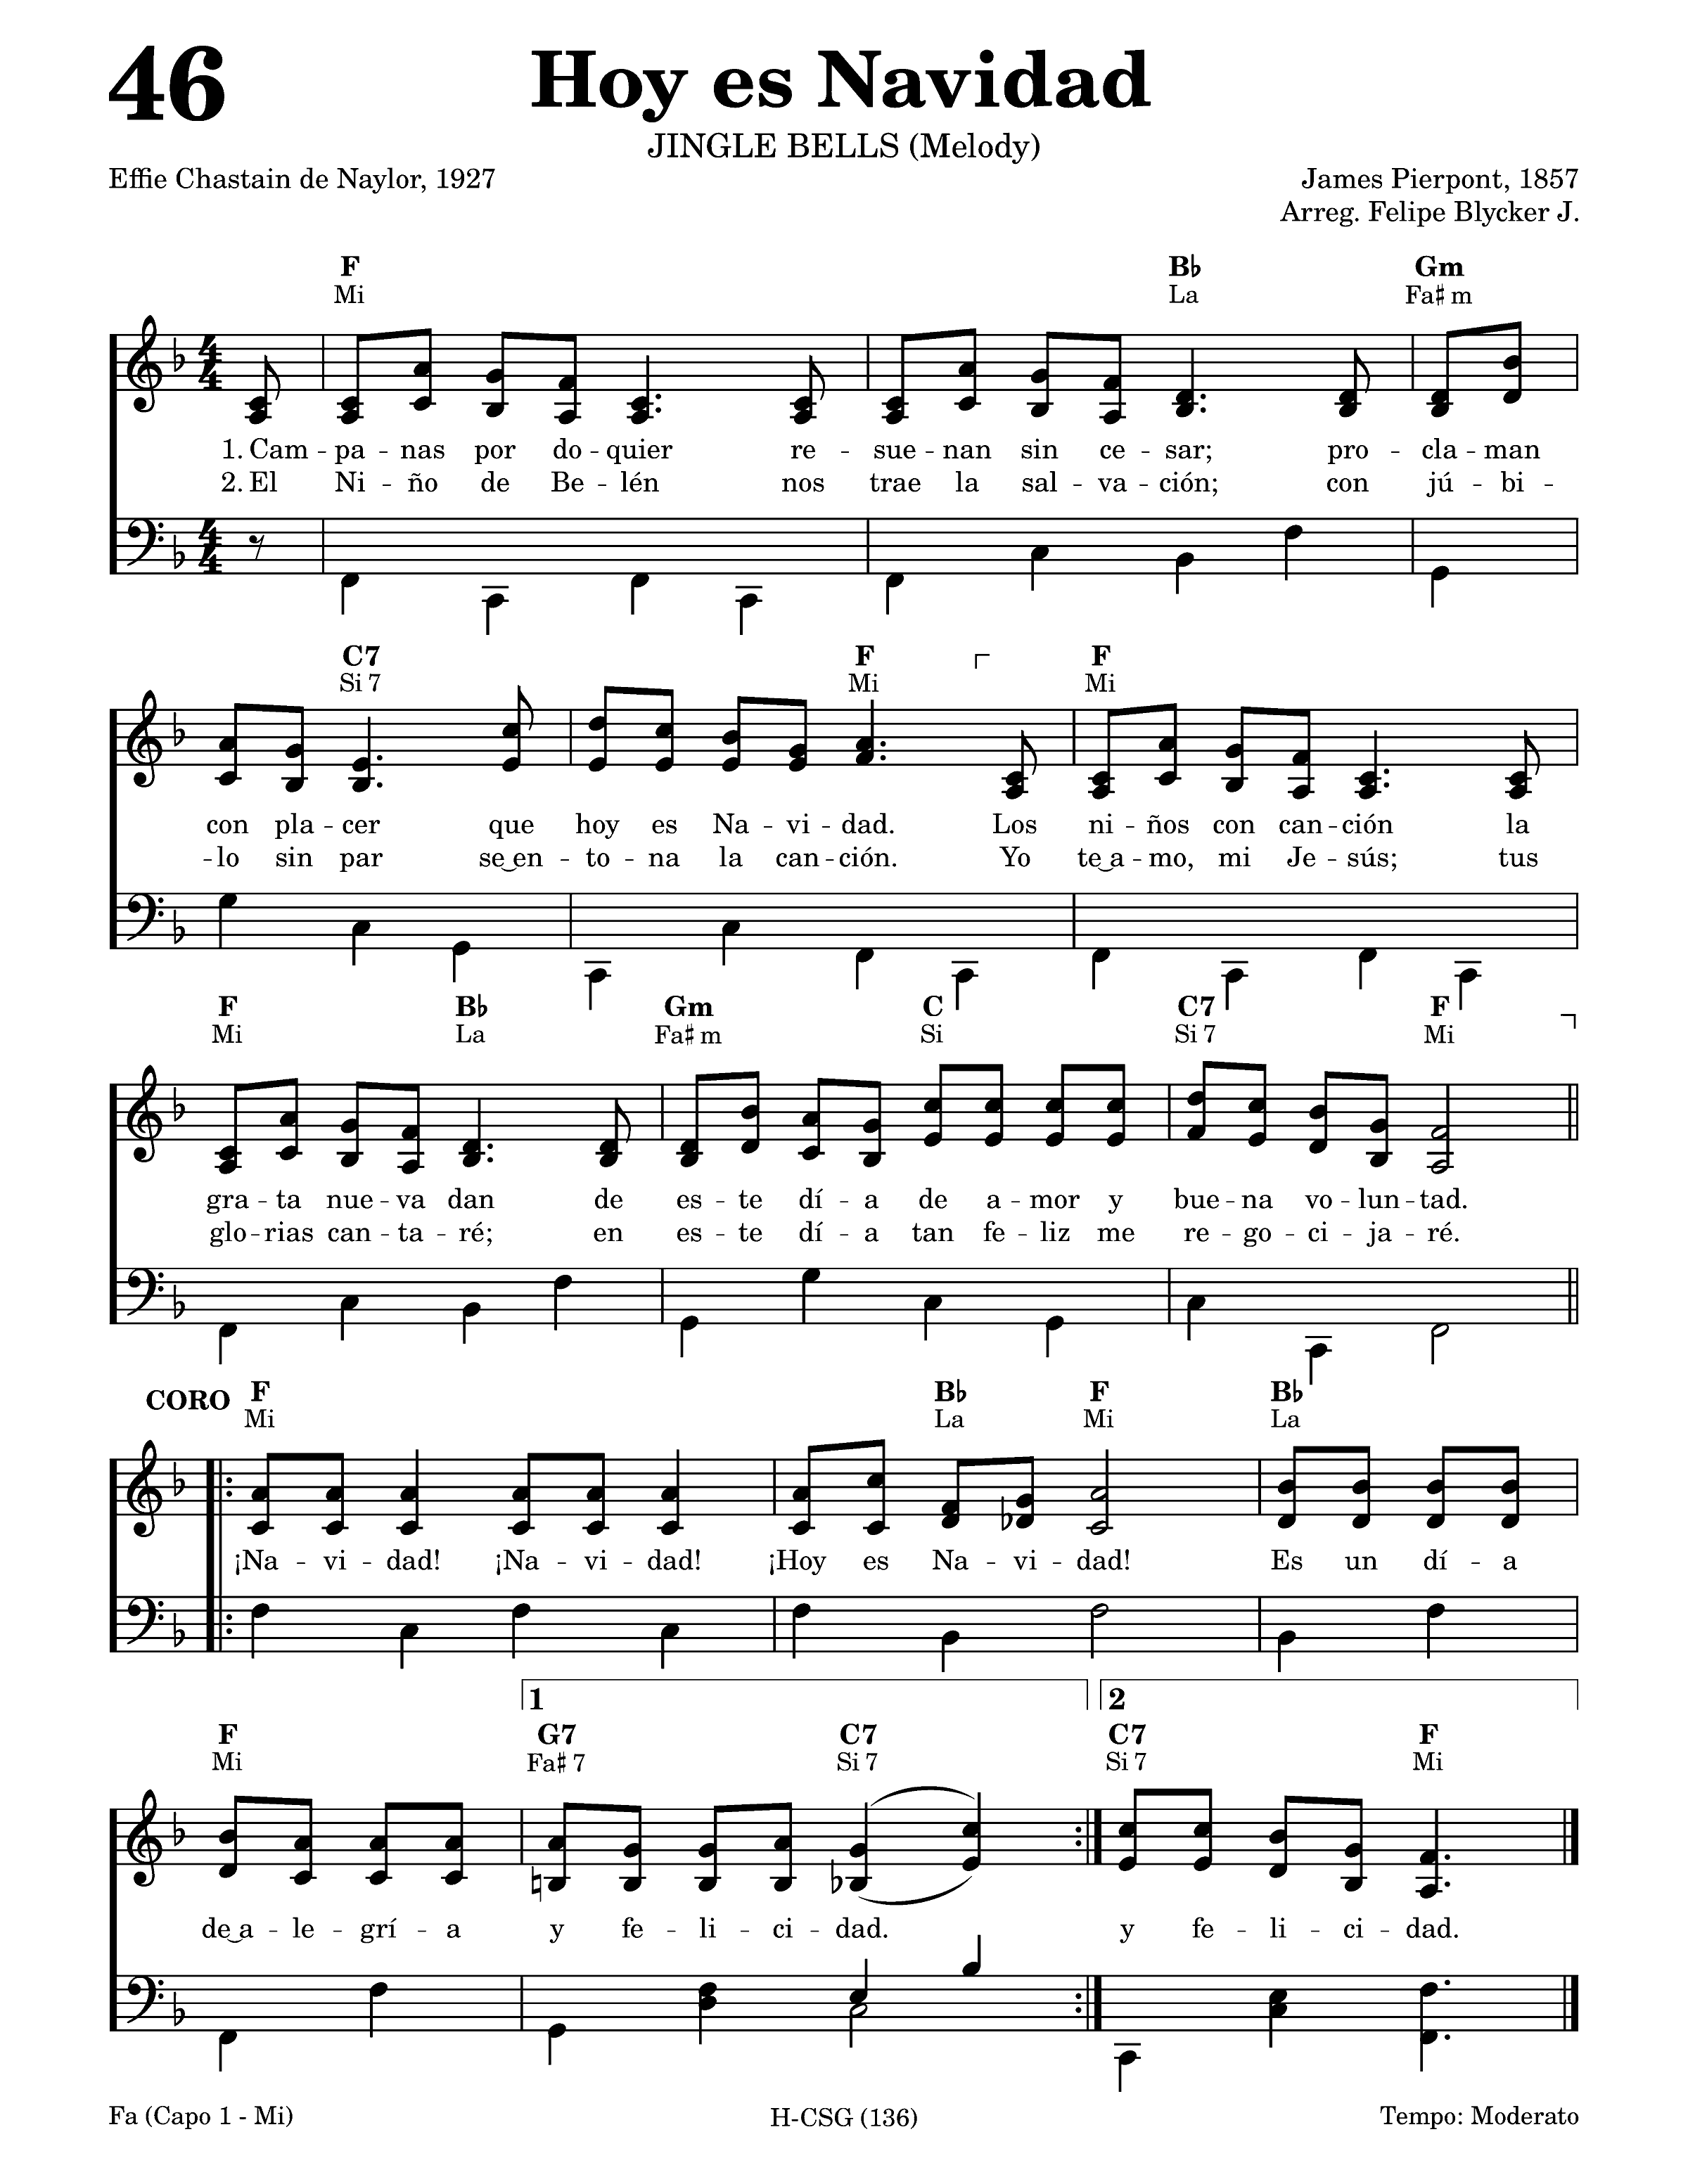 46
Hoy es Navidad
JINGLE BELLS (Melody)
Effie Chastain de Naylor, 1927
James Pierpont, 1857
Arreg. Felipe Blycker J.
F B♭ Gm
Mi La Fa♯ m
1. Cam - pa - nas por do - quier re - sue - nan sin ce - sar; pro - cla - man
2. El Ni - ño de Be - lén nos trae la sal - va - ción; con jú - bi -
C7 F F
Si 7 Mi Mi
con pla - cer que hoy es Na - vi - dad. Los ni - ños con can - ción la
- lo sin par se‿en - to - na la can - ción. Yo te‿a - mo, mi Je - sús; tus
F B♭ Gm C C7 F
Mi La Fa♯ m Si Si 7 Mi
gra - ta nue - va dan de es - te dí - a de a - mor y bue - na vo - lun - tad.
glo - rias can - ta - ré; en es - te dí - a tan fe - liz me re - go - ci - ja - ré.
CORO F B♭ F B♭
Mi La Mi La
¡Na - vi - dad! ¡Na - vi - dad! ¡Hoy es Na - vi - dad! Es un dí - a
1 2
F G7 C7 C7 F
Mi Fa♯ 7 Si 7 Si 7 Mi
de‿a - le - grí - a y fe - li - ci - dad. y fe - li - ci - dad.
Fa (Capo 1 - Mi)
H-CSG (136)
Tempo: Moderato